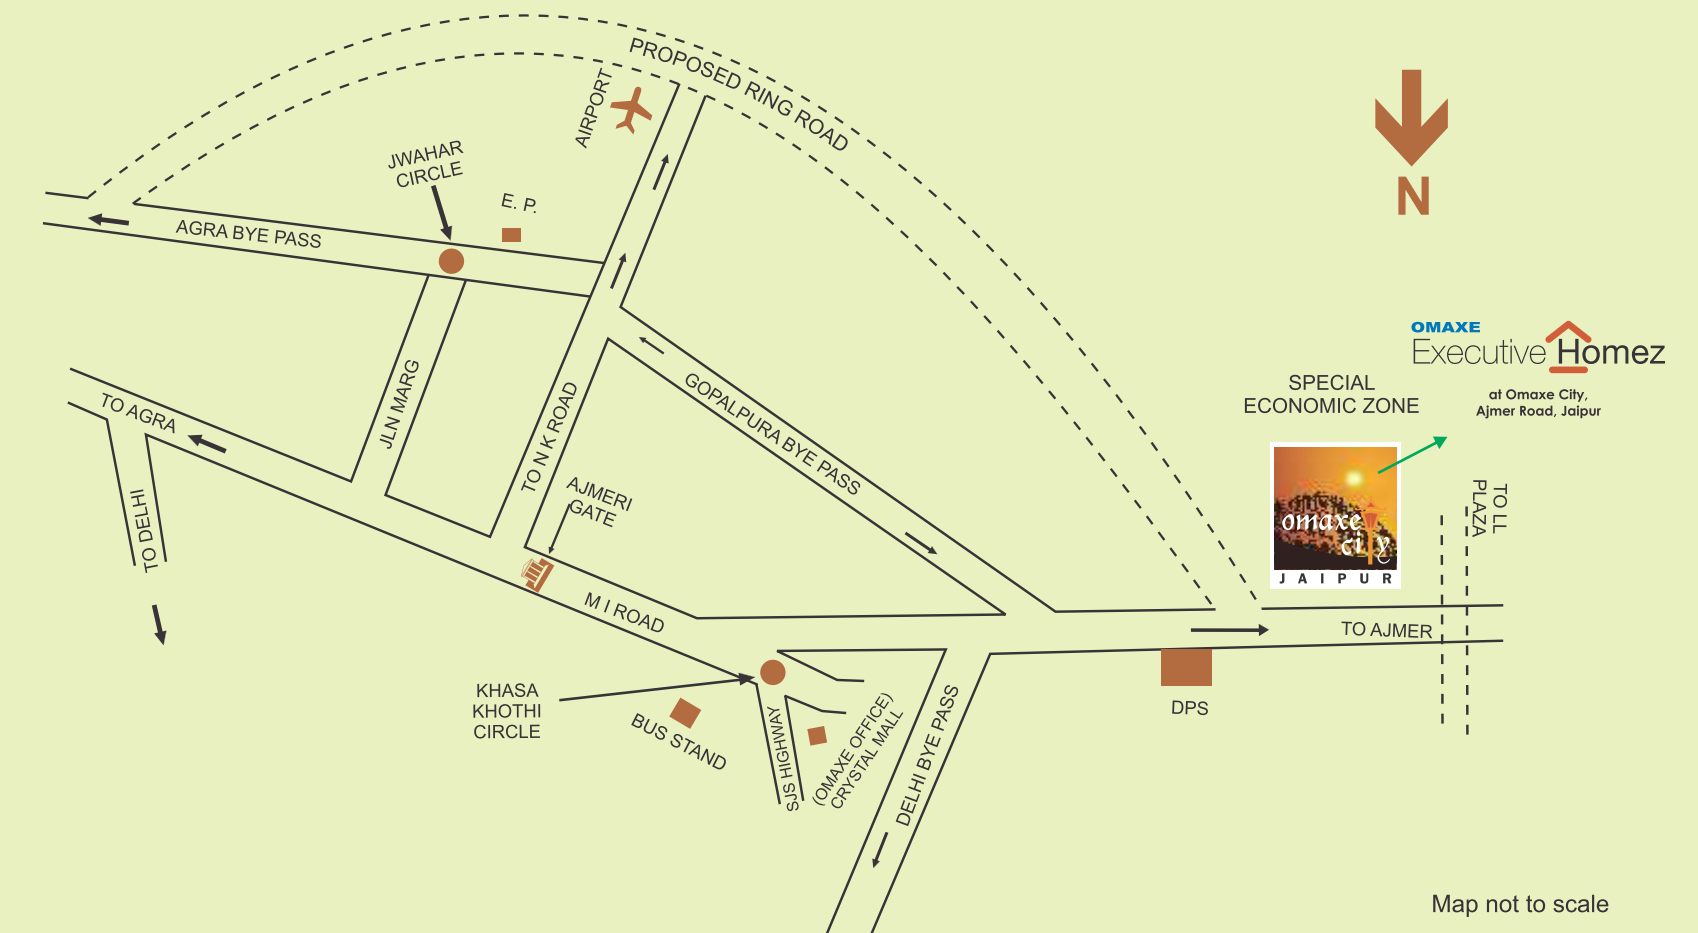 PROPOSED RING ROAD
AIRPORT
JWAHAR
CIRCLE
E. P.
N
AGRA BYE PASS
OMAXE
Executive Homez
at Omaxe City,
Ajmer Road, Jaipur
SPECIAL
ECONOMIC ZONE
JLN MARG
TO AGRA
TO N K ROAD
GOPALPURA BYE PASS
AJMERI
GATE
TO DELHI
omaxe
city
JAIPUR
TO LL
PLAZA
M I ROAD
TO AJMER
KHASA
KHOTHI
CIRCLE
BUS STAND
SJS HIGHWAY
(OMAXE OFFICE)
CRYSTAL MALL
DELHI BYE PASS
DPS
Map not to scale